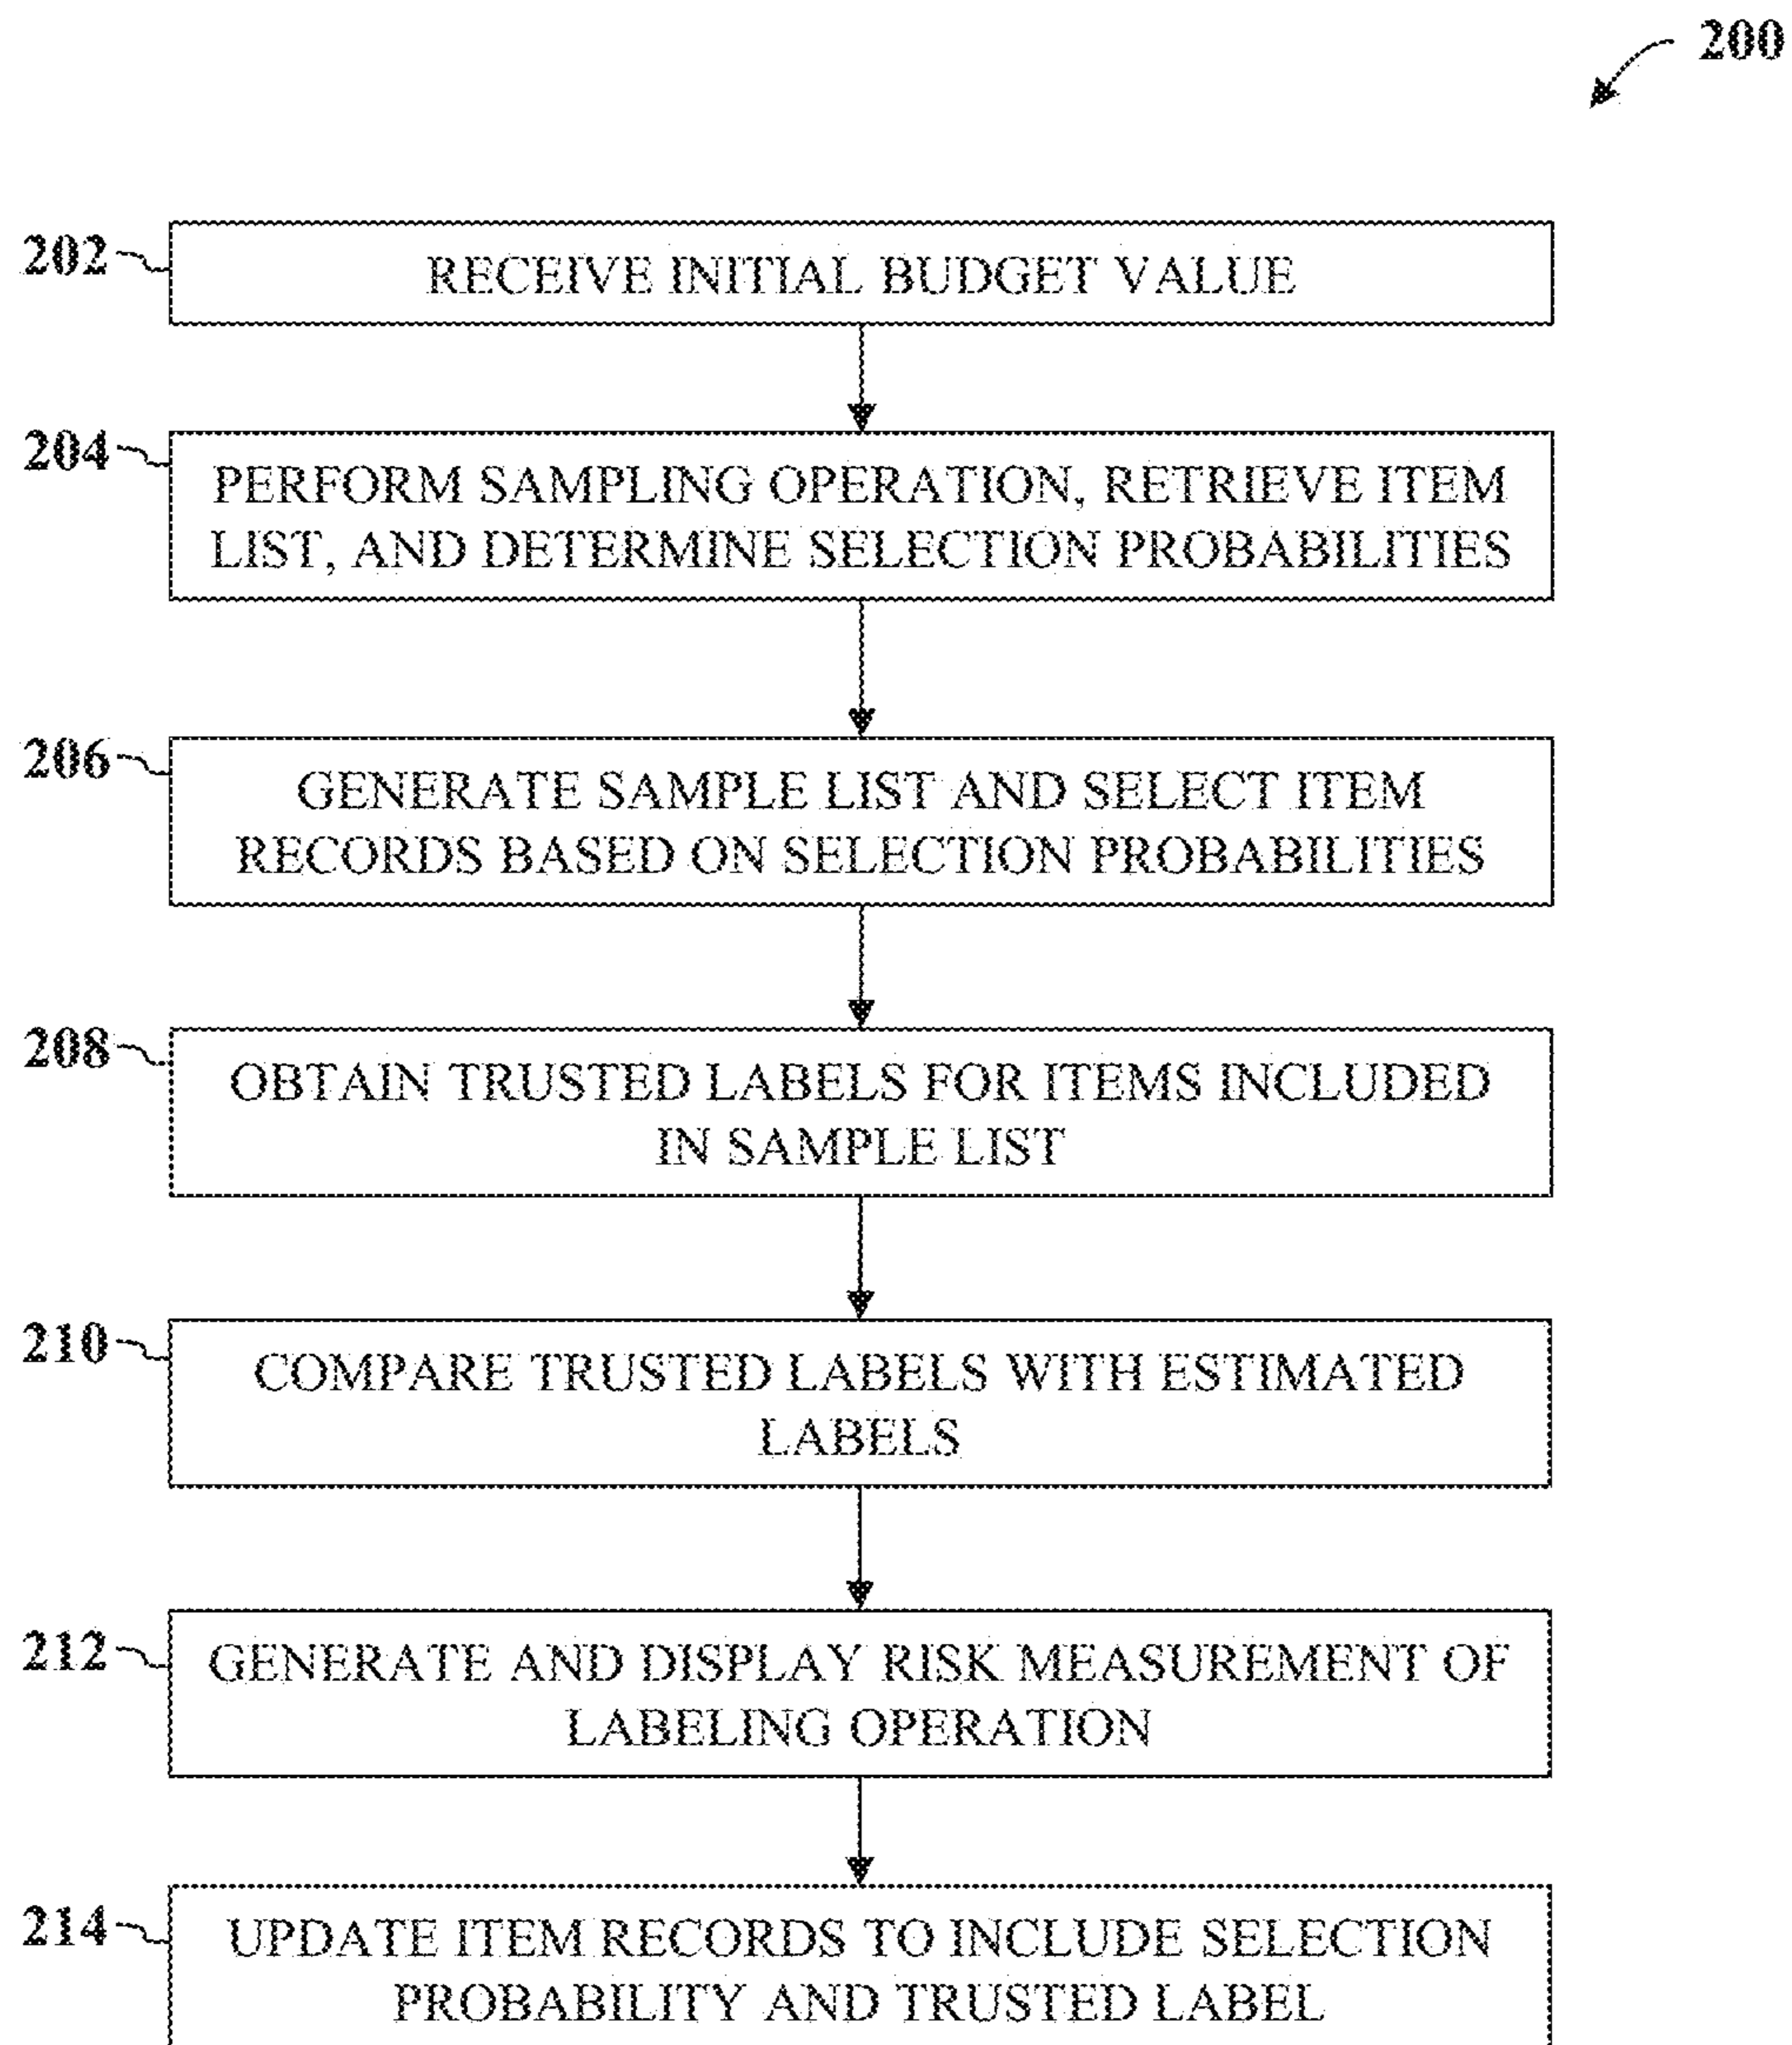 200
202
RECEIVE INITIAL BUDGET VALUE
204
PERFORM SAMPLING OPERATION, RETRIEVE ITEM
LIST, AND DETERMINE SELECTION PROBABILITIES
206
GENERATE SAMPLE LIST AND SELECT ITEM
RECORDS BASED ON SELECTION PROBABILITIES
208
OBTAIN TRUSTED LABELS FOR ITEMS INCLUDED
IN SAMPLE LIST
210
COMPARE TRUSTED LABELS WITH ESTIMATED
LABELS
212
GENERATE AND DISPLAY RISK MEASUREMENT OF
LABELING OPERATION
214
UPDATE ITEM RECORDS TO INCLUDE SELECTION
PROBABILITY AND TRUSTED LABEL